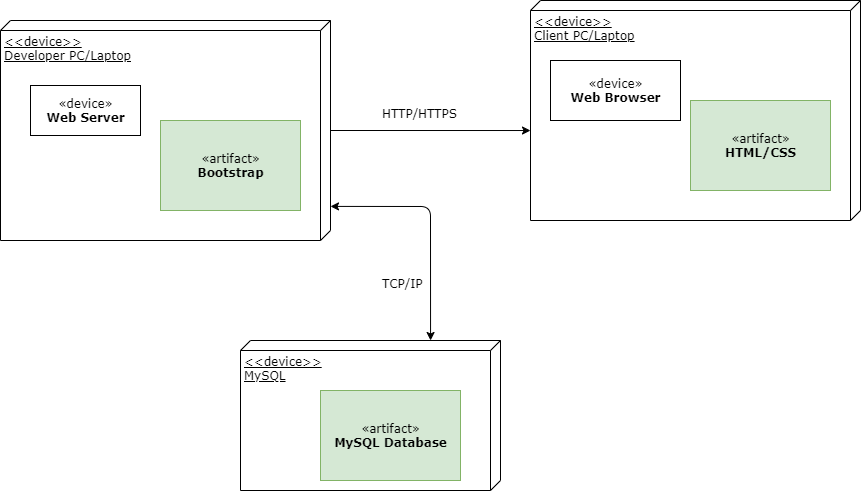 <<device>>
Developer PC/Laptop
«device»
Web Server
«artifact»
Bootstrap
HTTP/HTTPS
<<device>>
Client PC/Laptop
«device»
Web Browser
«artifact»
HTML/CSS
TCP/IP
<<device>>
MySQL
«artifact»
MySQL Database